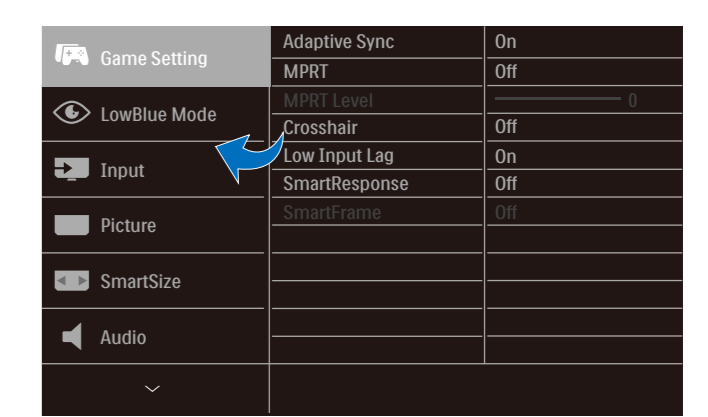 Game Setting
LowBlue Mode
Input
Picture
SmartSize
Audio
Adaptive Sync On
MPRT Off
MPRT Level 0
Crosshair Off
Low Input Lag On
SmartResponse Off
SmartFrame Off